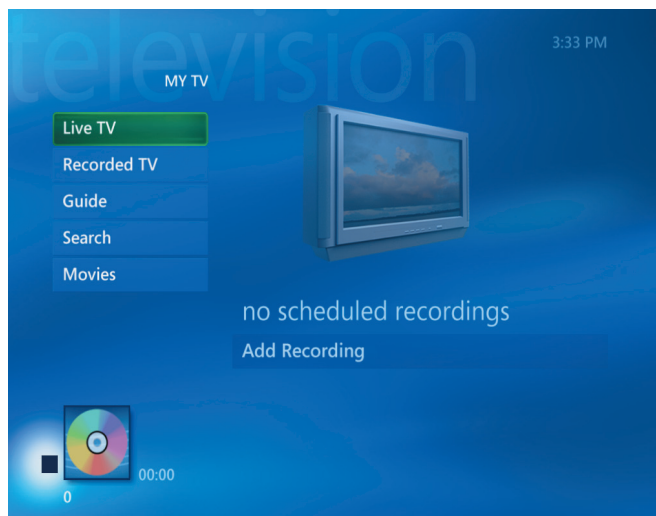 television
3:33 PM
MY TV
Live TV
Recorded TV
Guide
Search
Movies
no scheduled recordings
Add Recording
00:00
0